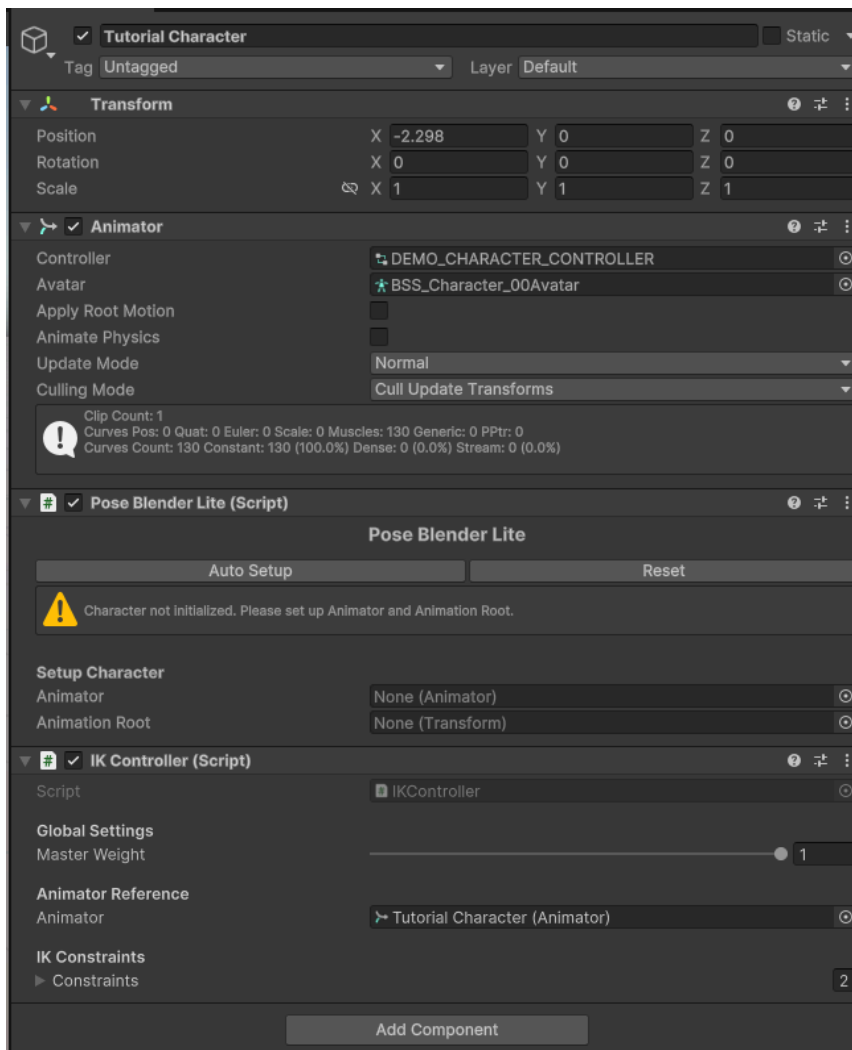 Tutorial Character
Static
Tag Untagged Layer Default
Transform
Position X -2.298 Y 0 Z 0
Rotation X 0 Y 0 Z 0
Scale X 1 Y 1 Z 1
Animator
Controller DEMO_CHARACTER_CONTROLLER
Avatar BSS_Character_00Avatar
Apply Root Motion
Animate Physics
Update Mode Normal
Culling Mode Cull Update Transforms
Clip Count: 1
Curves Pos: 0 Quat: 0 Euler: 0 Scale: 0 Muscles: 130 Generic: 0 PPtr: 0
Curves Count: 130 Constant: 130 (100.0%) Dense: 0 (0.0%) Stream: 0 (0.0%)
# Pose Blender Lite (Script)
Pose Blender Lite
Auto Setup Reset
Character not initialized. Please set up Animator and Animation Root.
Setup Character
Animator None (Animator)
Animation Root None (Transform)
# IK Controller (Script)
Script IKController
Global Settings
Master Weight 1
Animator Reference
Animator Tutorial Character (Animator)
IK Constraints
Constraints 2
Add Component